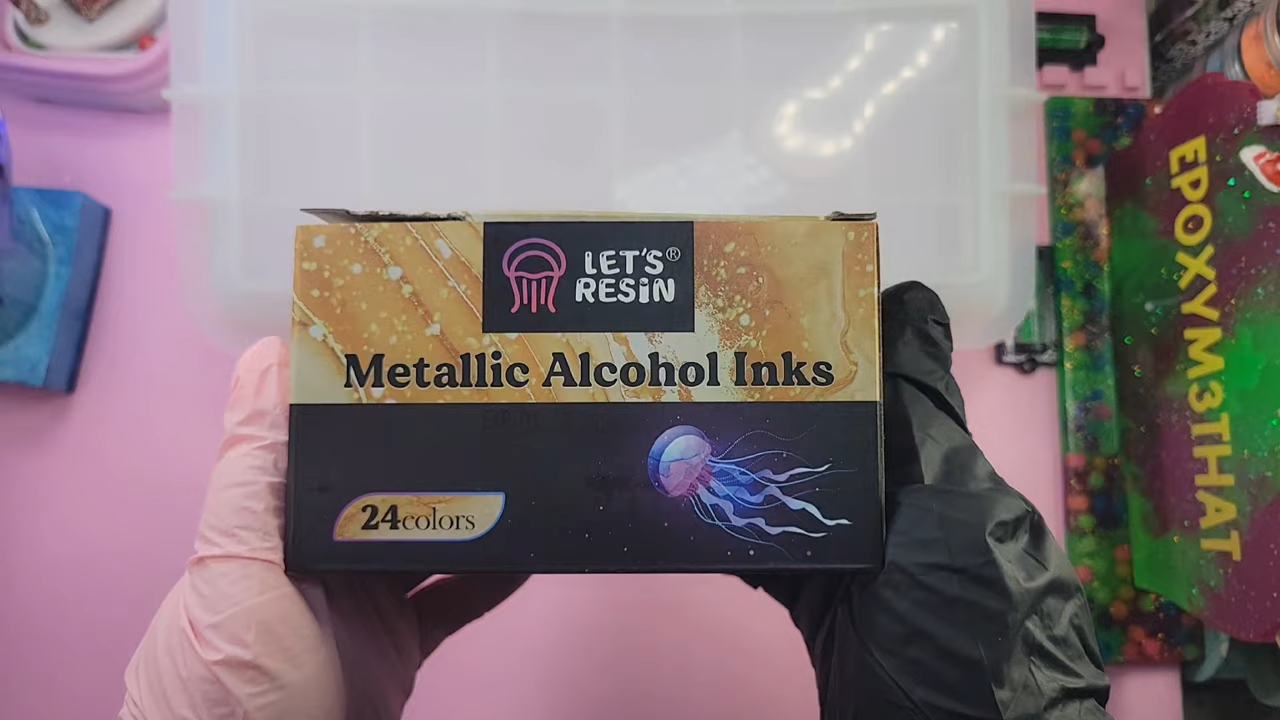 LET'S®
RESIN
Metallic Alcohol Inks
24colors
EPOXYM3THAT